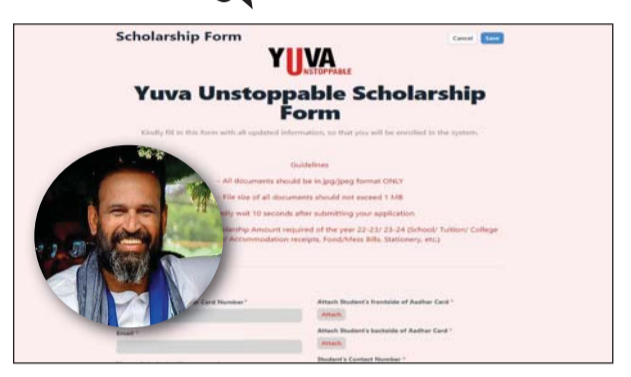 Scholarship Form
Cancel
Save
YUVA
UNSTOPPABLE
Yuva Unstoppable Scholarship
Form
Kindly fill in this form with all updated information, so that you will be enrolled in the system.
Guidelines
- All documents should be in jpg/jpeg format ONLY
File size of all documents should not exceed 1 MB
wait 10 seconds after submitting your application
Amount required of the year 22-23/ 23-24 (School/ Tuition/ College
Accommodation receipts, Food/Mess Bills, Stationery, etc.)
Card Number *
Attach Student's frontside of Aadhar Card *
Attach
Email *
Attach Student's backside of Aadhar Card *
Attach
Student's Contact Number *